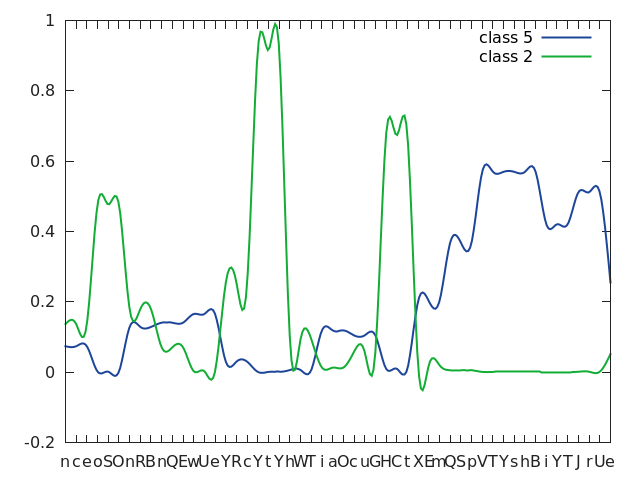 class 5
class 2
1
0.8
0.6
0.4
0.2
0
-0.2
n c e o S O n R B n Q E w U e Y R c Y t Y h W T i a O c u G H C t X E m Q S p V T Y s h B i Y T J r U e